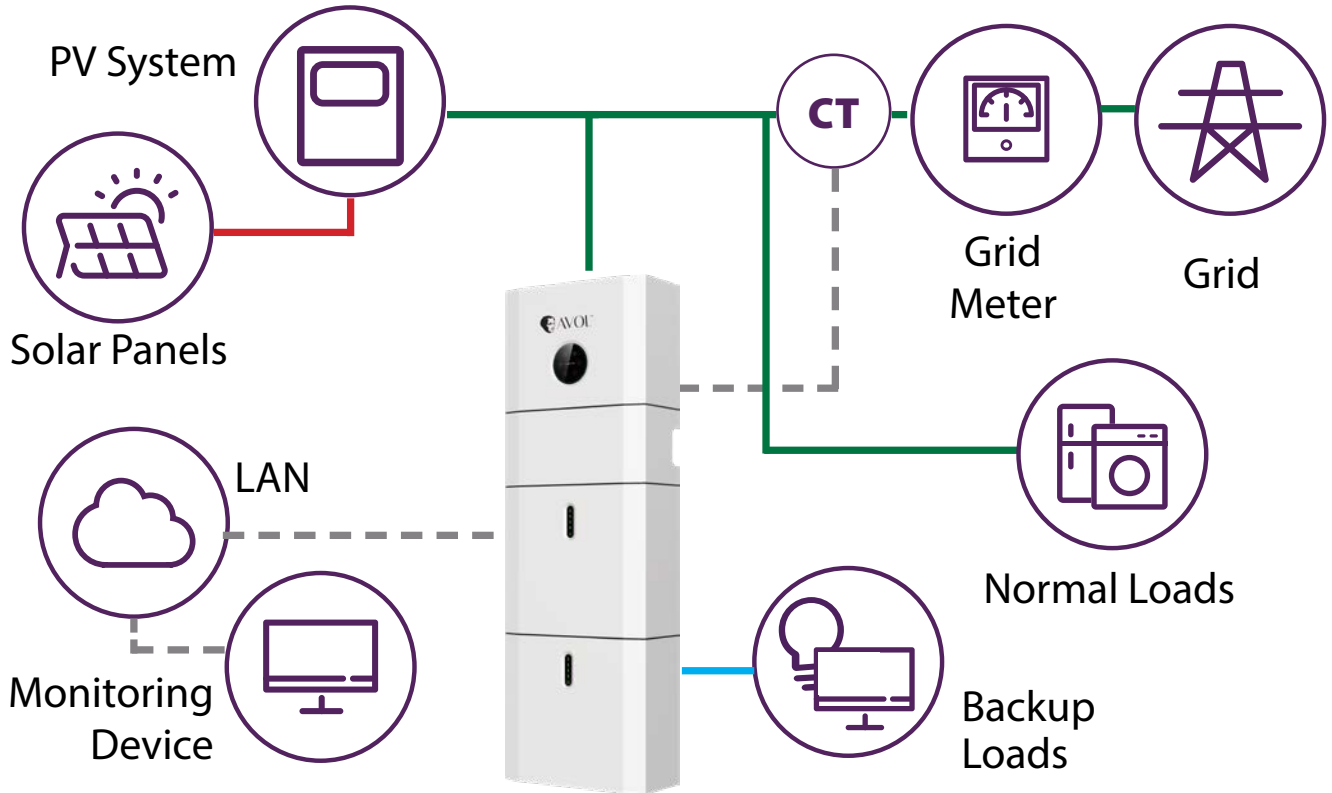 PV System
CT
Grid
Meter
Grid
Solar Panels
AVOL
LAN
Normal Loads
Monitoring
Device
Backup
Loads